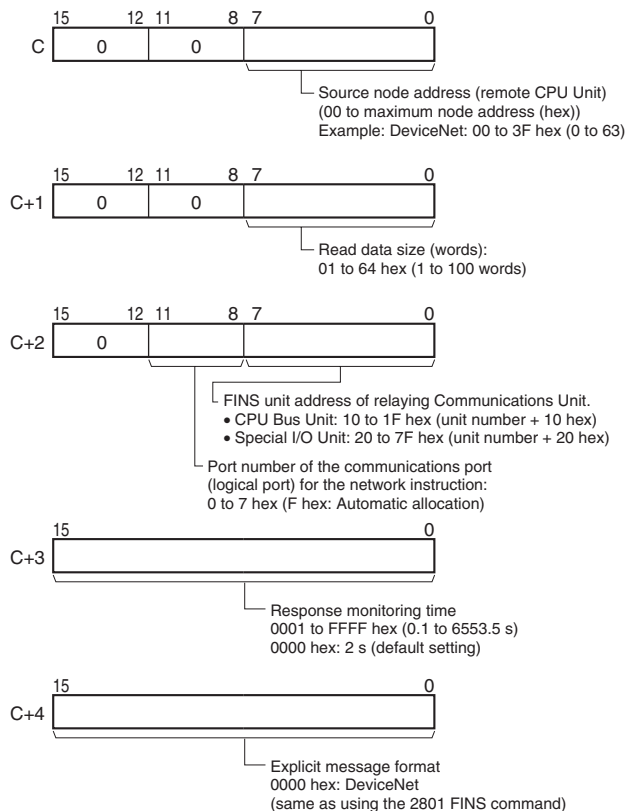 15 12 11 8 7 0
C 0 0
Source node address (remote CPU Unit)
(00 to maximum node address (hex))
Example: DeviceNet: 00 to 3F hex (0 to 63)
15 12 11 8 7 0
C+1 0 0
Read data size (words):
01 to 64 hex (1 to 100 words)
15 12 11 8 7 0
C+2 0
FINS unit address of relaying Communications Unit.
• CPU Bus Unit: 10 to 1F hex (unit number + 10 hex)
• Special I/O Unit: 20 to 7F hex (unit number + 20 hex)
Port number of the communications port
(logical port) for the network instruction:
0 to 7 hex (F hex: Automatic allocation)
15 0
C+3
Response monitoring time
0001 to FFFF hex (0.1 to 6553.5 s)
0000 hex: 2 s (default setting)
15 0
C+4
Explicit message format
0000 hex: DeviceNet
(same as using the 2801 FINS command)